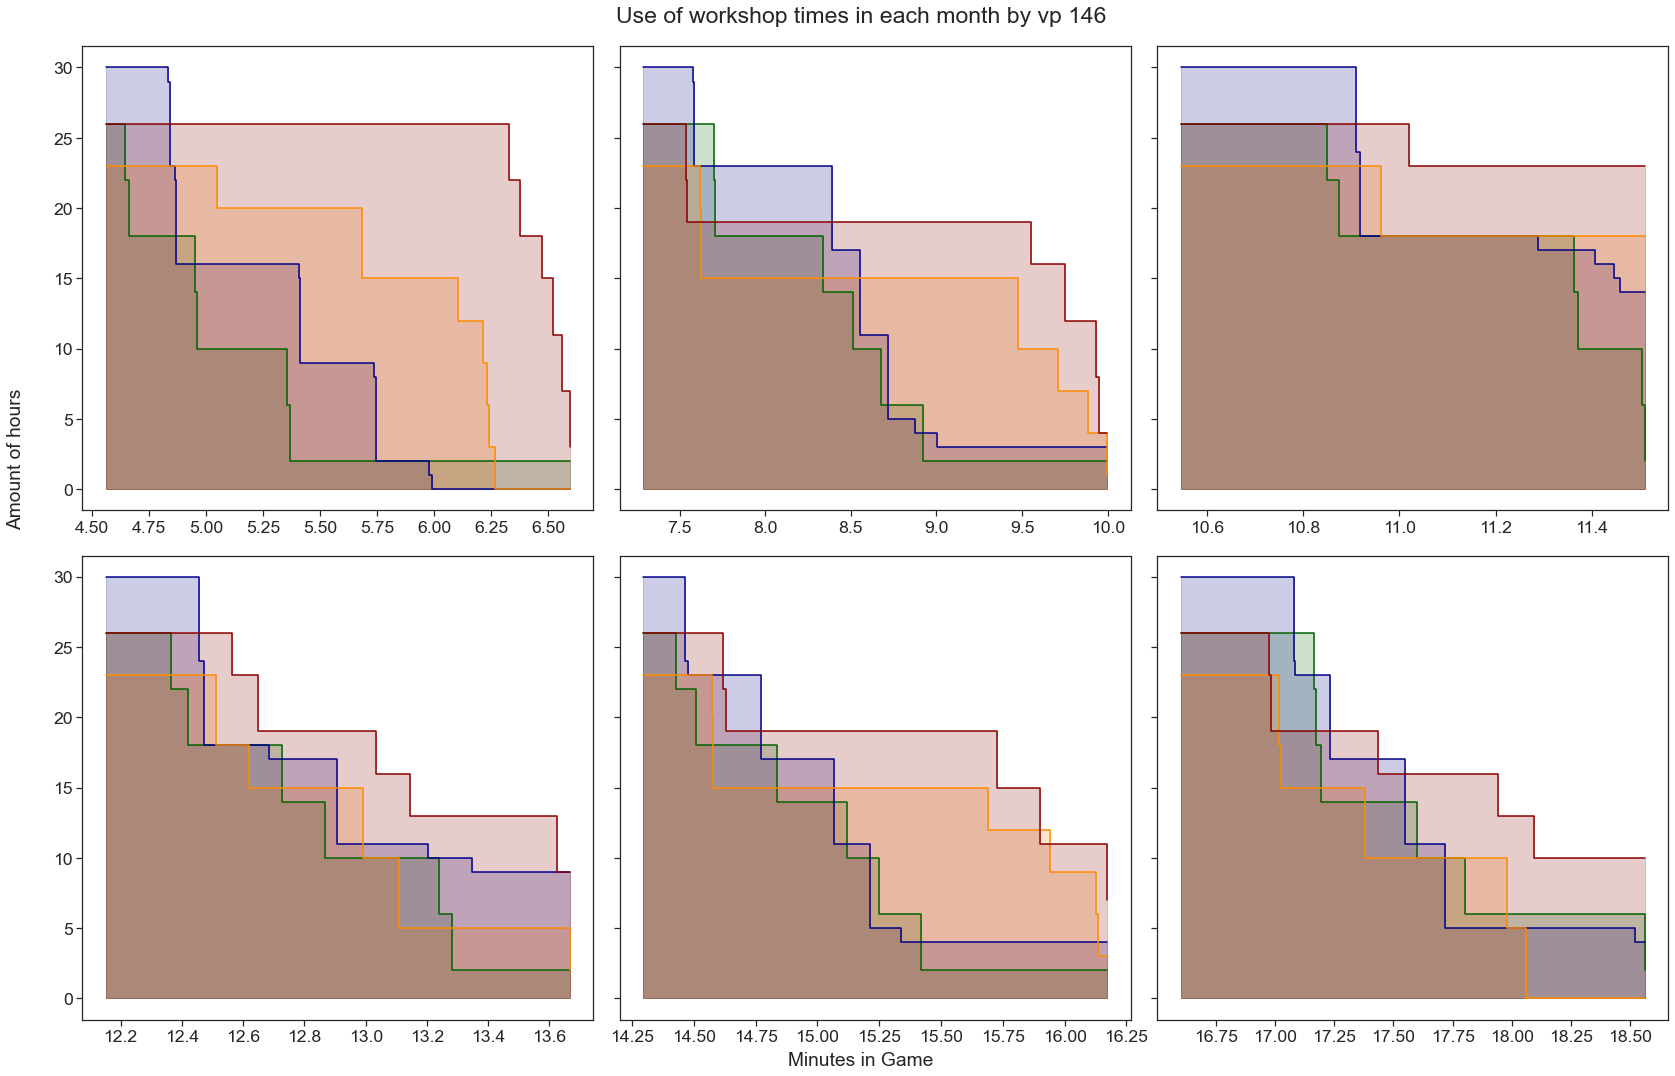 Use of workshop times in each month by vp 146
30
25
20
15
10
5
0
4.50 4.75 5.00 5.25 5.50 5.75 6.00 6.25 6.50
7.5 8.0 8.5 9.0 9.5 10.0
10.6 10.8 11.0 11.2 11.4
Amount of hours
30
25
20
15
10
5
0
12.2 12.4 12.6 12.8 13.0 13.2 13.4 13.6
14.25 14.50 14.75 15.00 15.25 15.50 15.75 16.00 16.25
16.75 17.00 17.25 17.50 17.75 18.00 18.25 18.50
Minutes in Game